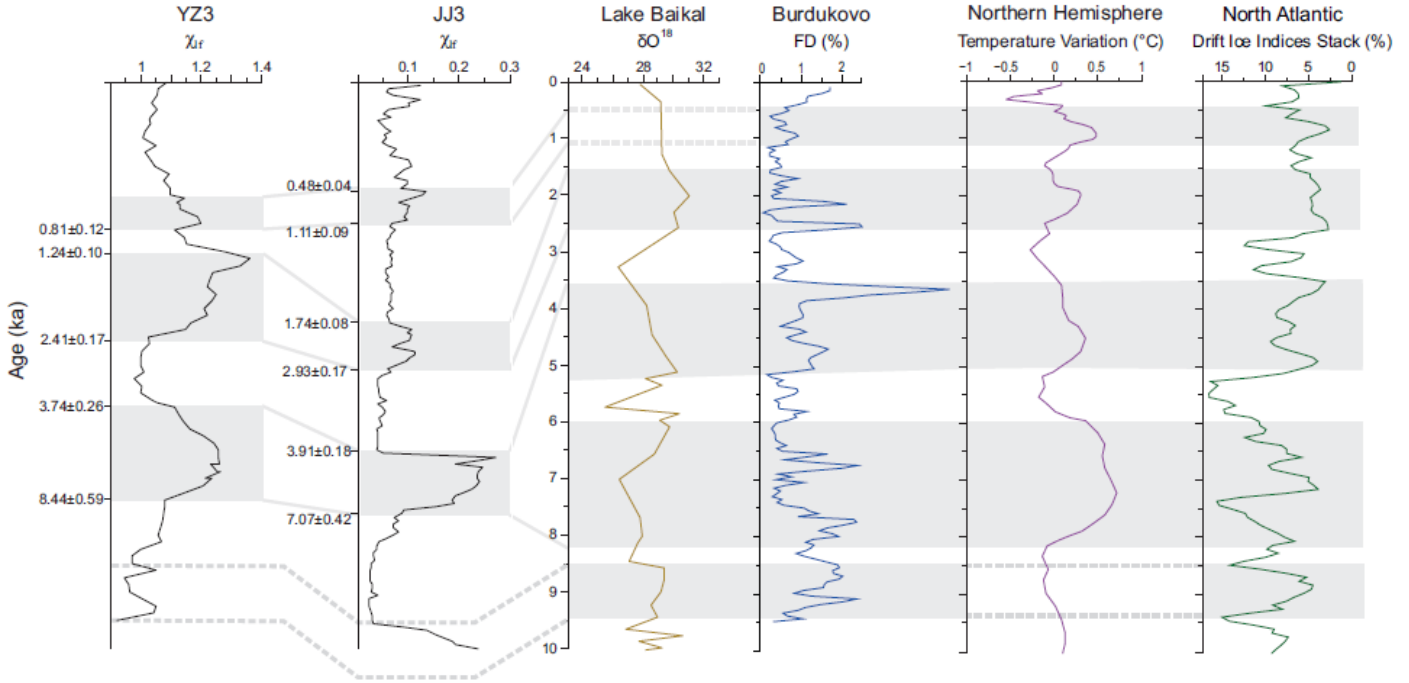 YZ3
χlf
1 1.2 1.4
JJ3
χlf
0.1 0.2 0.3
Lake Baikal
δO18
24 28 32
Burdukovo
FD (%)
0 1 2
Northern Hemisphere
Temperature Variation (°C)
−1 −0.5 0 0.5 1
North Atlantic
Drift Ice Indices Stack (%)
15 10 5 0
Age (ka)
0.81±0.12
1.24±0.10
2.41±0.17
3.74±0.26
8.44±0.59
0.48±0.04
1.11±0.09
1.74±0.08
2.93±0.17
3.91±0.18
7.07±0.42
0
1
2
3
4
5
6
7
8
9
10